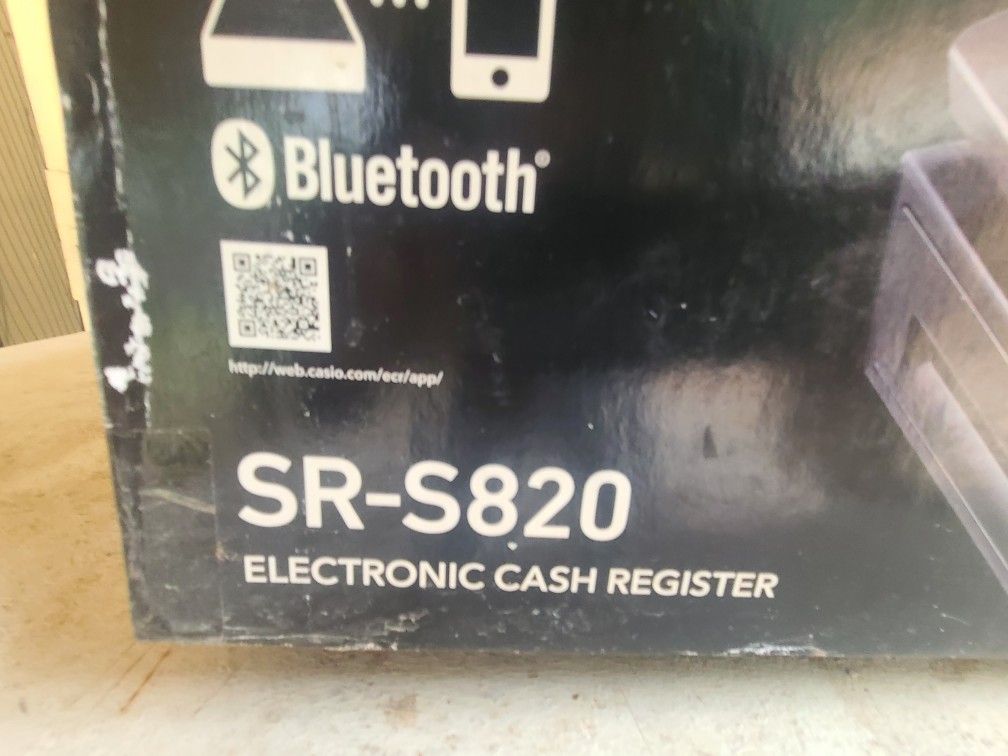 Bluetooth®
http://web.casio.com/ecr/app/
SR-S820
ELECTRONIC CASH REGISTER